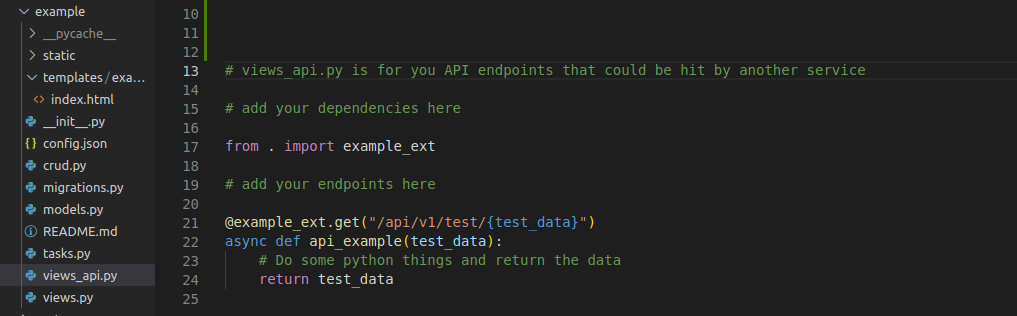 example
__pycache__
static
templates / exa...
index.html
__init__.py
config.json
crud.py
migrations.py
models.py
README.md
tasks.py
views_api.py
views.py
10
11
12
13 # views_api.py is for you API endpoints that could be hit by another service
14
15 # add your dependencies here
16
17 from . import example_ext
18
19 # add your endpoints here
20
21 @example_ext.get("/api/v1/test/{test_data}")
22 async def api_example(test_data):
23 # Do some python things and return the data
24 return test_data
25